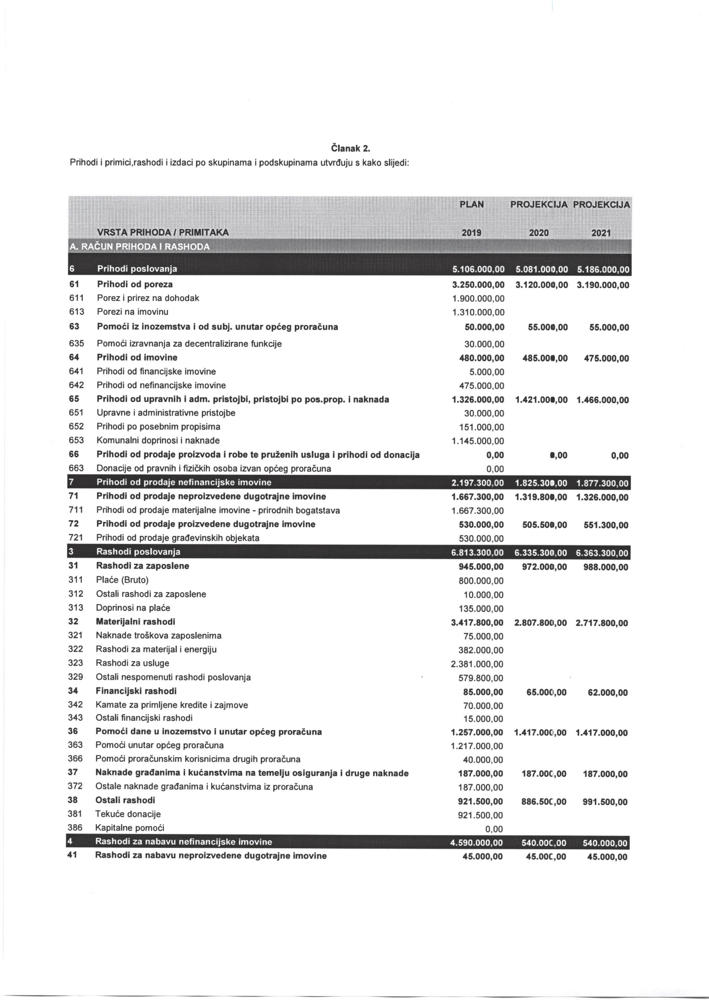 Članak 2.
Prihodi i primici,rashodi i izdaci po skupinama i podskupinama utvrđuju s kako slijedi:
PLAN PROJEKCIJA PROJEKCIJA
VRSTA PRIHODA / PRIMITAKA 2019 2020 2021
A. RAČUN PRIHODA I RASHODA
6 Prihodi poslovanja 5.106.000,00 5.081.000,00 5.186.000,00
61 Prihodi od poreza 3.250.000,00 3.120.000,00 3.190.000,00
611 Porez i prirez na dohodak 1.900.000,00
613 Porezi na imovinu 1.310.000,00
63 Pomoći iz inozemstva i od subj. unutar općeg proračuna 50.000,00 55.000,00 55.000,00
635 Pomoći izravnanja za decentralizirane funkcije 30.000,00
64 Prihodi od imovine 480.000,00 485.000,00 475.000,00
641 Prihodi od financijske imovine 5.000,00
642 Prihodi od nefinancijske imovine 475.000,00
65 Prihodi od upravnih i adm. pristojbi, pristojbi po pos.prop. i naknada 1.326.000,00 1.421.000,00 1.466.000,00
651 Upravne i administrativne pristojbe 30.000,00
652 Prihodi po posebnim propisima 151.000,00
653 Komunalni doprinosi i naknade 1.145.000,00
66 Prihodi od prodaje proizvoda i robe te pruženih usluga i prihodi od donacija 0,00 0,00 0,00
663 Donacije od pravnih i fizičkih osoba izvan općeg proračuna 0,00
7 Prihodi od prodaje nefinancijske imovine 2.197.300,00 1.825.300,00 1.877.300,00
71 Prihodi od prodaje neproizvedene dugotrajne imovine 1.667.300,00 1.319.800,00 1.326.000,00
711 Prihodi od prodaje materijalne imovine - prirodnih bogatstava 1.667.300,00
72 Prihodi od prodaje proizvedene dugotrajne imovine 530.000,00 505.500,00 551.300,00
721 Prihodi od prodaje građevinskih objekata 530.000,00
3 Rashodi poslovanja 6.813.300,00 6.335.300,00 6.363.300,00
31 Rashodi za zaposlene 945.000,00 972.000,00 988.000,00
311 Plaće (Bruto) 800.000,00
312 Ostali rashodi za zaposlene 10.000,00
313 Doprinosi na plaće 135.000,00
32 Materijalni rashodi 3.417.800,00 2.807.800,00 2.717.800,00
321 Naknade troškova zaposlenima 75.000,00
322 Rashodi za materijal i energiju 382.000,00
323 Rashodi za usluge 2.381.000,00
329 Ostali nespomenuti rashodi poslovanja 579.800,00
34 Financijski rashodi 85.000,00 65.000,00 62.000,00
342 Kamate za primljene kredite i zajmove 70.000,00
343 Ostali financijski rashodi 15.000,00
36 Pomoći dane u inozemstvo i unutar općeg proračuna 1.257.000,00 1.417.000,00 1.417.000,00
363 Pomoći unutar općeg proračuna 1.217.000,00
366 Pomoći proračunskim korisnicima drugih proračuna 40.000,00
37 Naknade građanima i kućanstvima na temelju osiguranja i druge naknade 187.000,00 187.000,00 187.000,00
372 Ostale naknade građanima i kućanstvima iz proračuna 187.000,00
38 Ostali rashodi 921.500,00 886.500,00 991.500,00
381 Tekuće donacije 921.500,00
386 Kapitalne pomoći 0,00
4 Rashodi za nabavu nefinancijske imovine 4.590.000,00 540.000,00 540.000,00
41 Rashodi za nabavu neproizvedene dugotrajne imovine 45.000,00 45.000,00 45.000,00